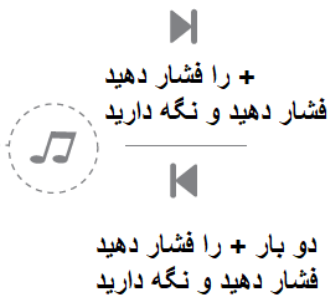 + را فشار دهید
فشار دهید و نگه دارید
دو بار + را فشار دهید
فشار دهید و نگه دارید